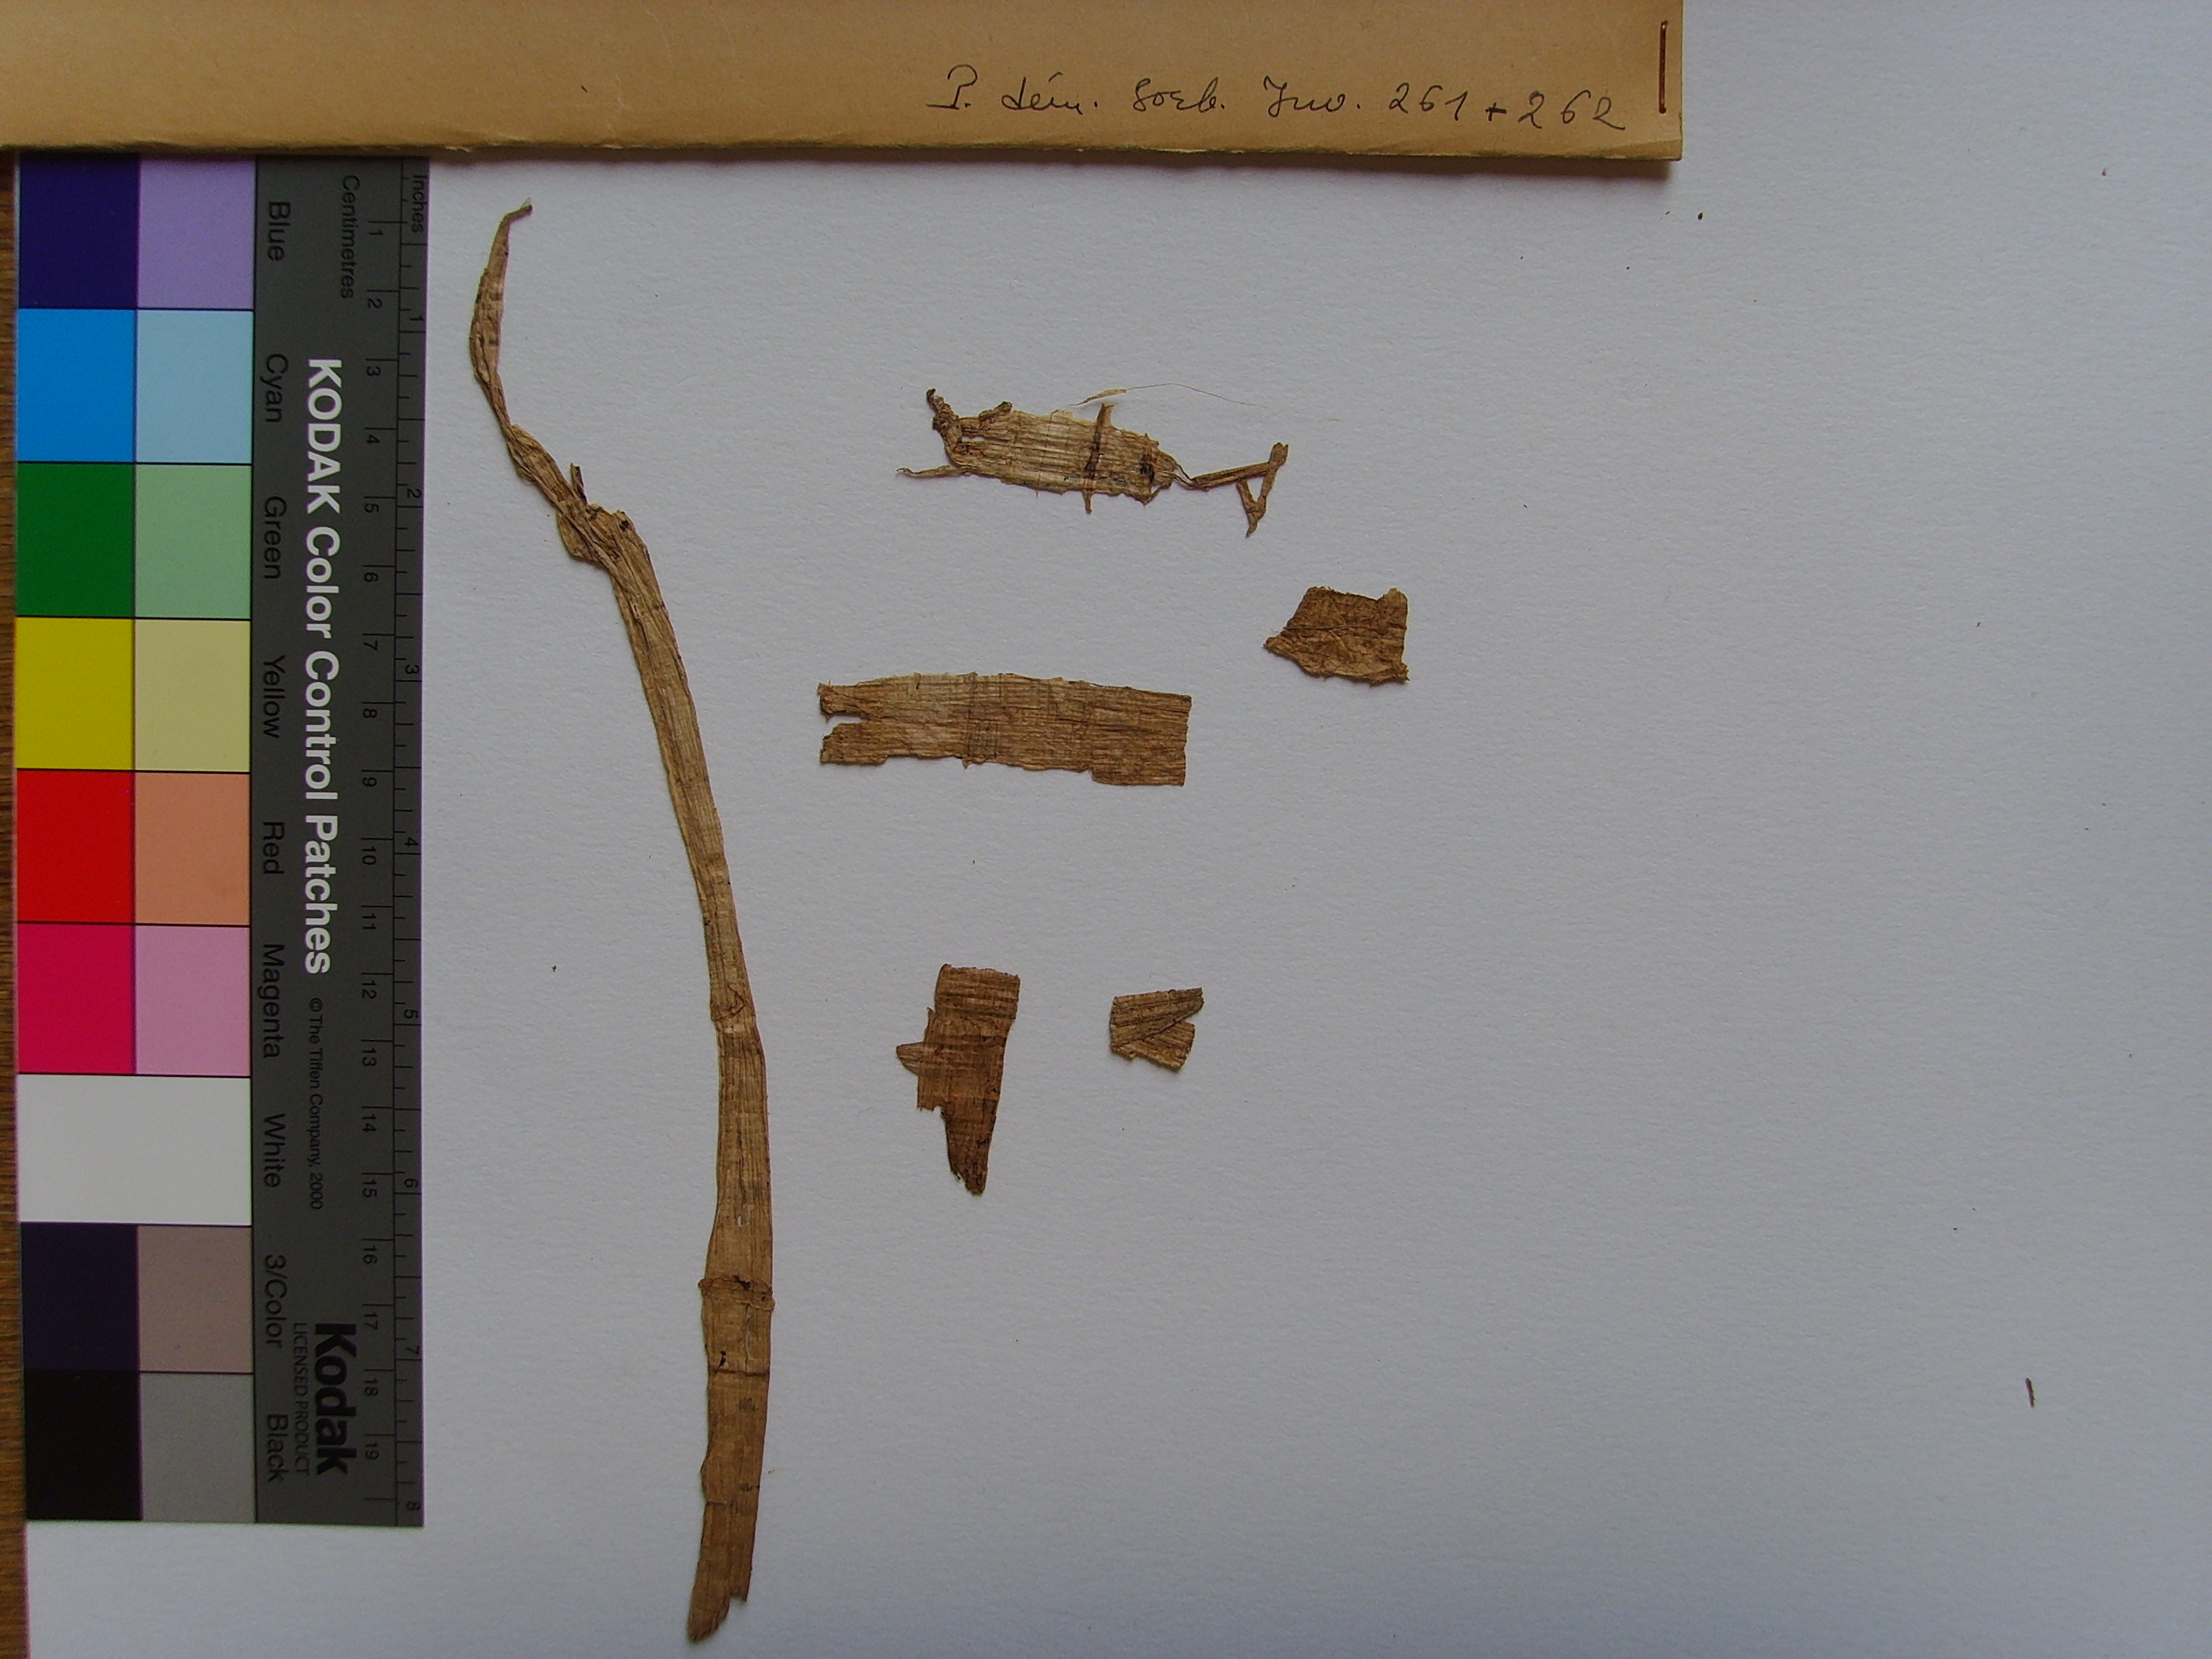 P. dém. Sorb. Inv. 261 + 262
Inches
Centimetres
1 2 3 4 5 6 7 8
1 2 3 4 5 6 7 8 9 10 11 12 13 14 15 16 17 18 19
KODAK Color Control Patches © The Tiffen Company, 2000
Kodak
LICENSED PRODUCT
Blue Cyan Green Yellow Red Magenta White 3/Color Black